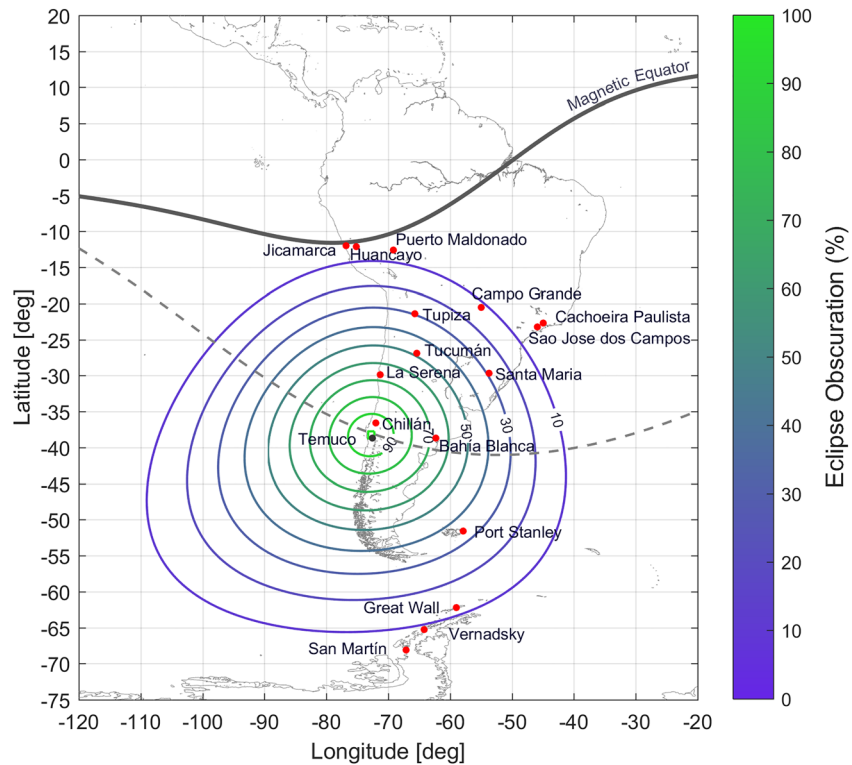 20
15
10
5
0
-5
-10
-15
-20
-25
-30
-35
-40
-45
-50
-55
-60
-65
-70
-75
Latitude [deg]
-120
-110
-100
-90
-80
-70
-60
-50
-40
-30
-20
Longitude [deg]
Magnetic Equator
Puerto Maldonado
Jicamarca
Huancayo
Campo Grande
Tupiza
Cachoeira Paulista
Sao Jose dos Campos
Tucumán
La Serena
Santa Maria
Chillán
Temuco
Bahía Blanca
90
70
50
30
10
Port Stanley
Great Wall
Vernadsky
San Martín
100
90
80
70
60
50
40
30
20
10
0
Eclipse Obscuration (%)